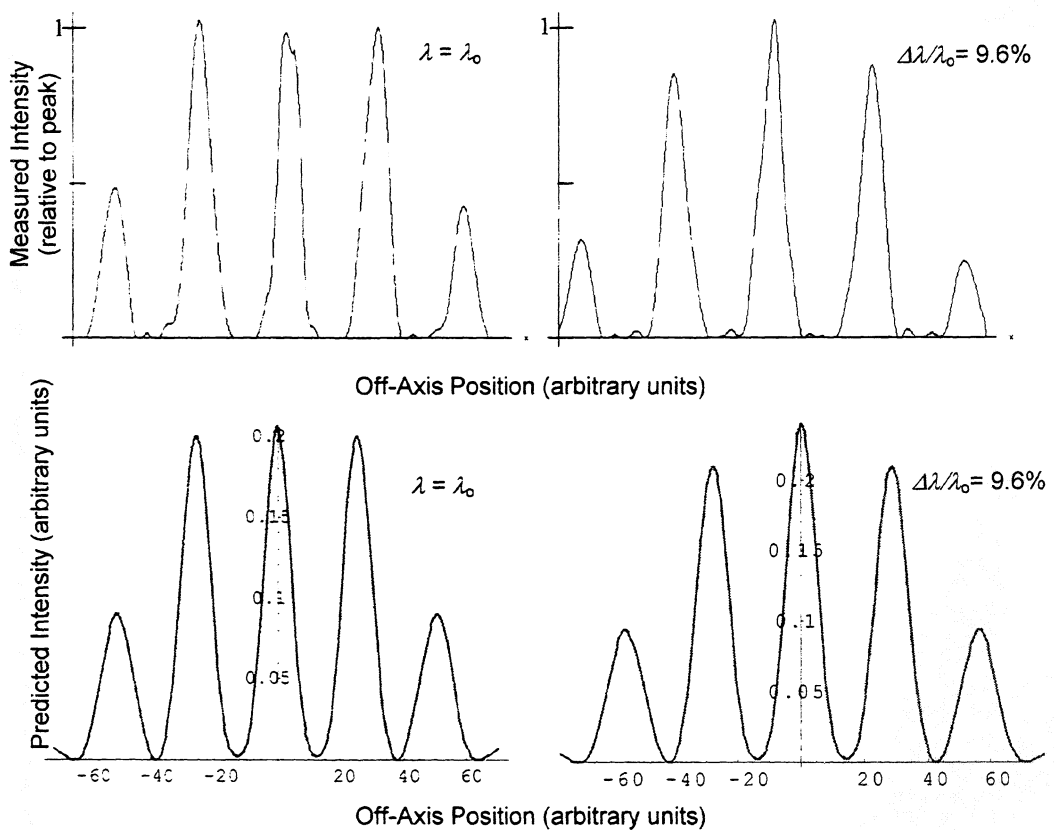 Measured Intensity
(relative to peak)
1
λ = λo
1
Δλ/λo= 9.6%
x
x
Off-Axis Position (arbitrary units)
Predicted Intensity (arbitrary units)
0.2
0.15
0.1
0.05
λ = λo
-60 -40 -20 20 40 60
0.2
0.15
0.1
0.05
Δλ/λo= 9.6%
-60 -40 -20 20 40 60
Off-Axis Position (arbitrary units)